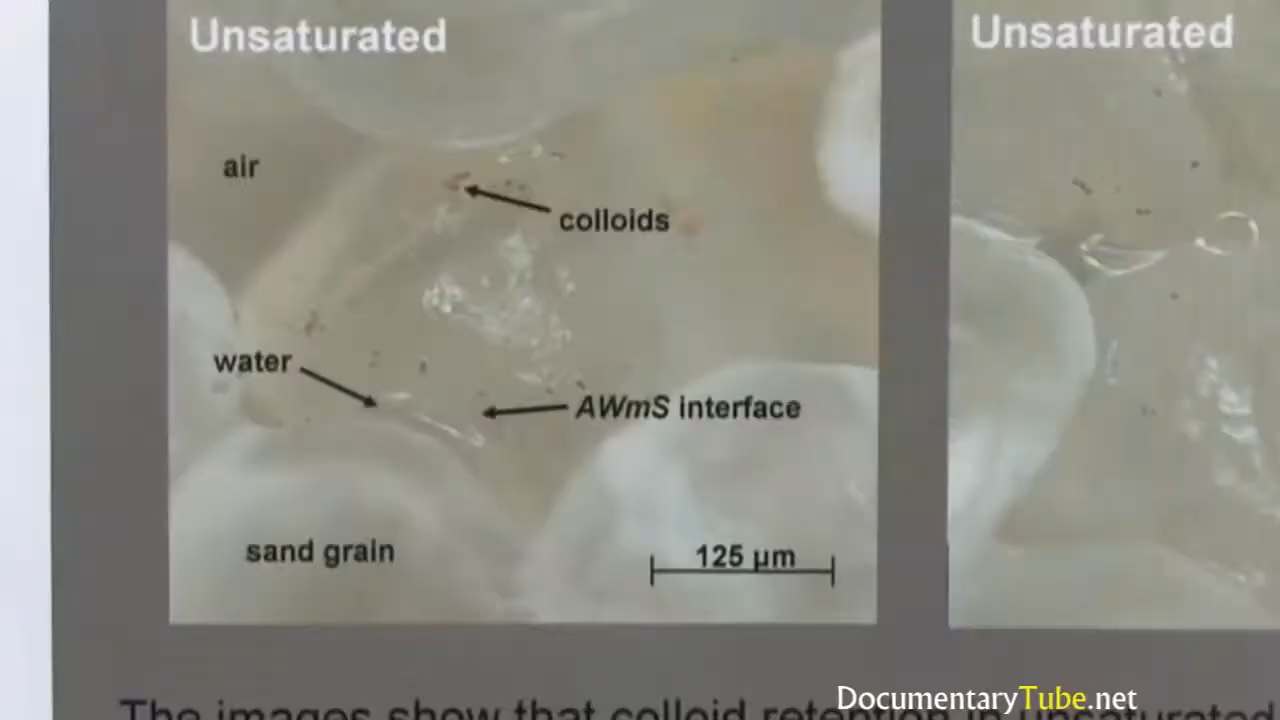 Unsaturated
air
colloids
water
AWmS interface
sand grain
125 µm
Unsaturated
The images show that colloid retention in unsaturated
DocumentaryTube.net